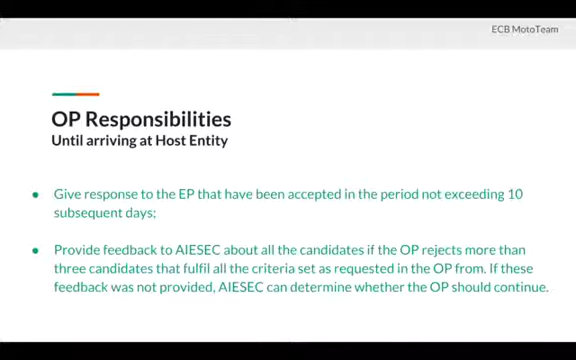 ECB MotoTeam
OP Responsibilities
Until arriving at Host Entity
● Give response to the EP that have been accepted in the period not exceeding 10
subsequent days;
● Provide feedback to AIESEC about all the candidates if the OP rejects more than
three candidates that fulfil all the criteria set as requested in the OP from. If these
feedback was not provided, AIESEC can determine whether the OP should continue.